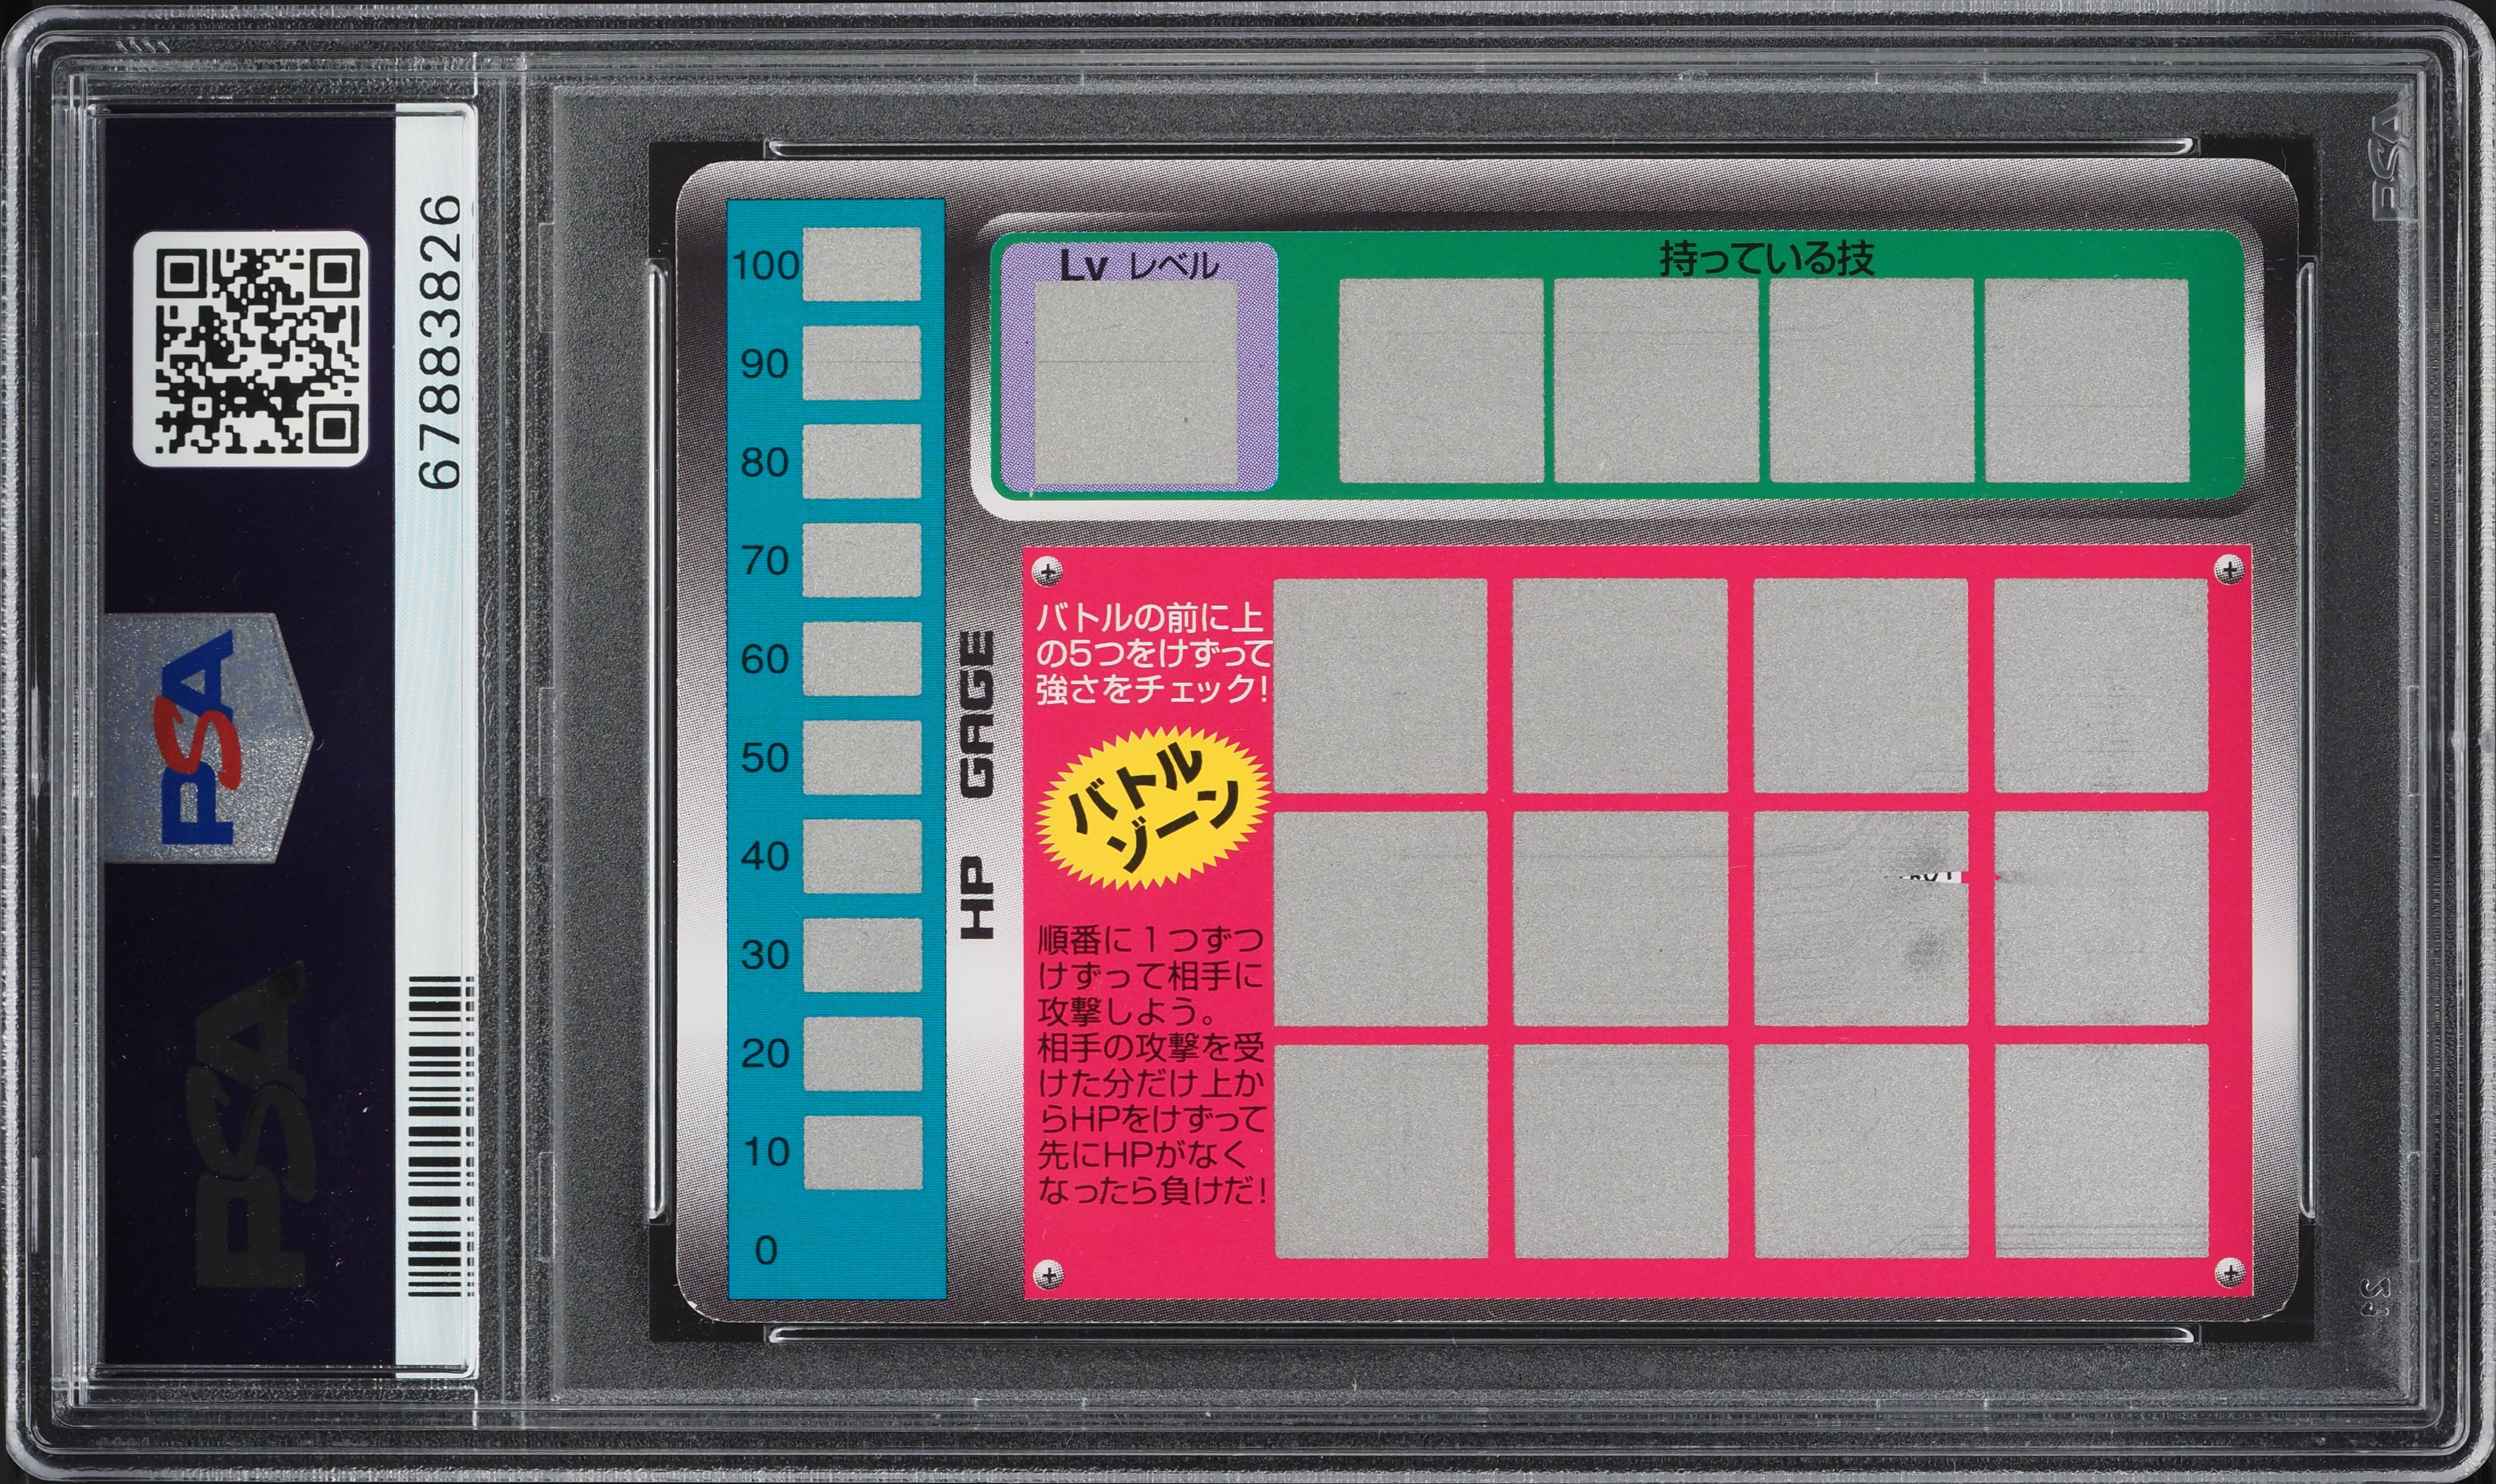 67883826
PSA
PSA
PSA
100
90
80
70
60
50
40
30
20
10
0
HP GAGE
Lv レベル
持っている技
バトルの前に上
の5つをけずって
強さをチェック!
バトル
ゾーン
順番に1つずつ
けずって相手に
攻撃しよう。
相手の攻撃を受
けた分だけ上か
らHPをけずって
先にHPがなく
なったら負けだ!